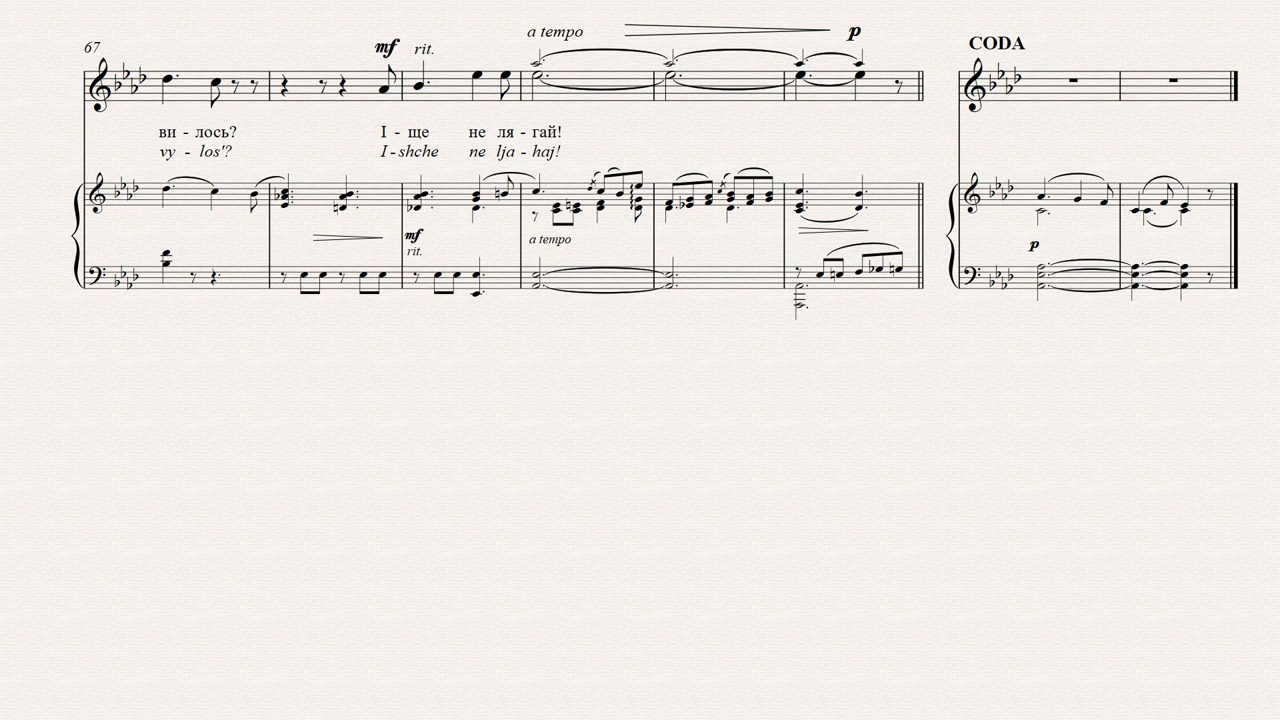 a tempo p
67 mf rit. CODA
ви - лось? І - ще не ля - гай!
vy - los'? I - shche ne lja - haj!
mf a tempo p
rit.